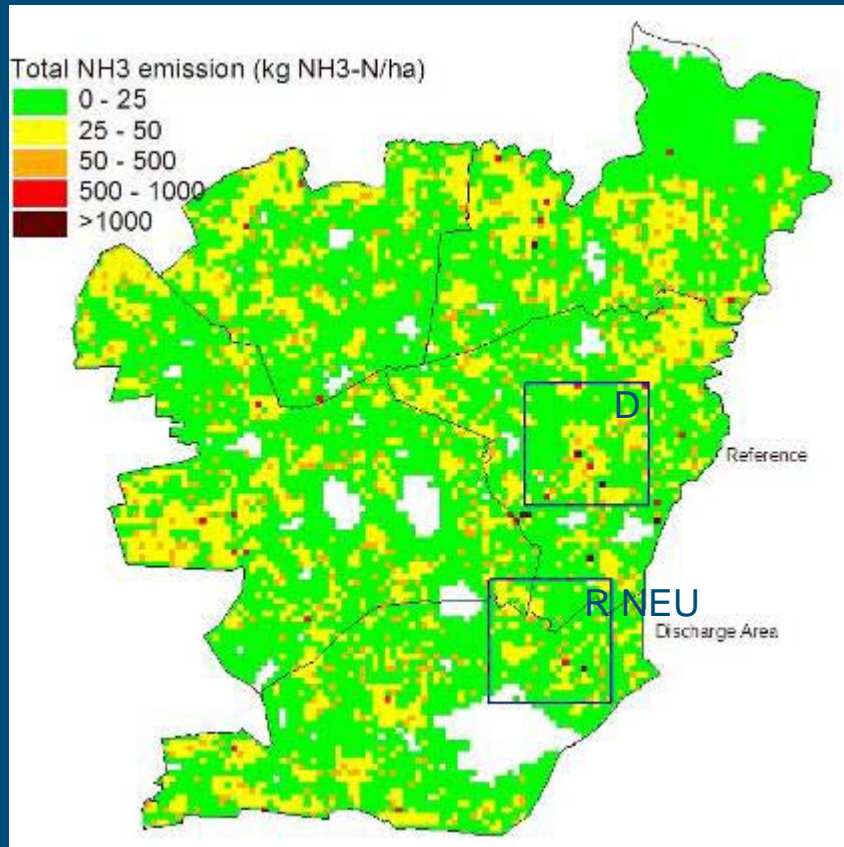 Total NH3 emission (kg NH3-N/ha)
0 - 25
25 - 50
50 - 500
500 - 1000
>1000
D
Reference
R NEU
Discharge Area